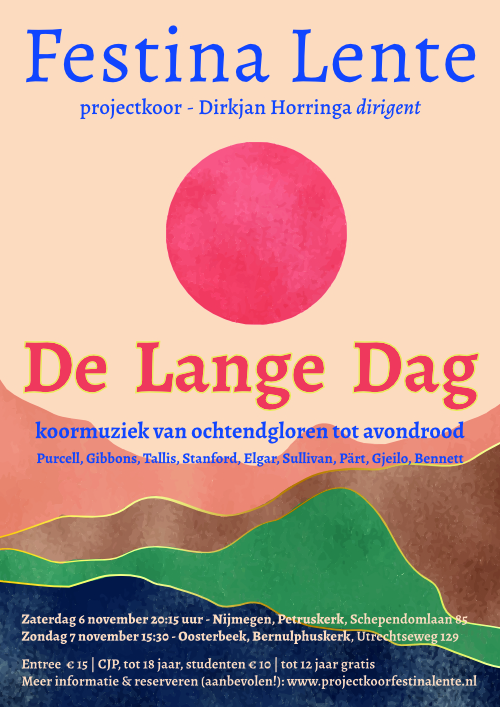 Festina Lente
projectkoor - Dirkjan Horringa dirigent
De Lange Dag
koormuziek van ochtendgloren tot avondrood
Purcell, Gibbons, Tallis, Stanford, Elgar, Sullivan, Pärt, Gjeilo, Bennett
Zaterdag 6 november 20:15 uur - Nijmegen, Petruskerk, Schependomlaan 85
Zondag 7 november 15:30 - Oosterbeek, Bernulphuskerk, Utrechtseweg 129
Entree € 15 | CJP, tot 18 jaar, studenten € 10 | tot 12 jaar gratis
Meer informatie & reserveren (aanbevolen!): www.projectkoorfestinalente.nl